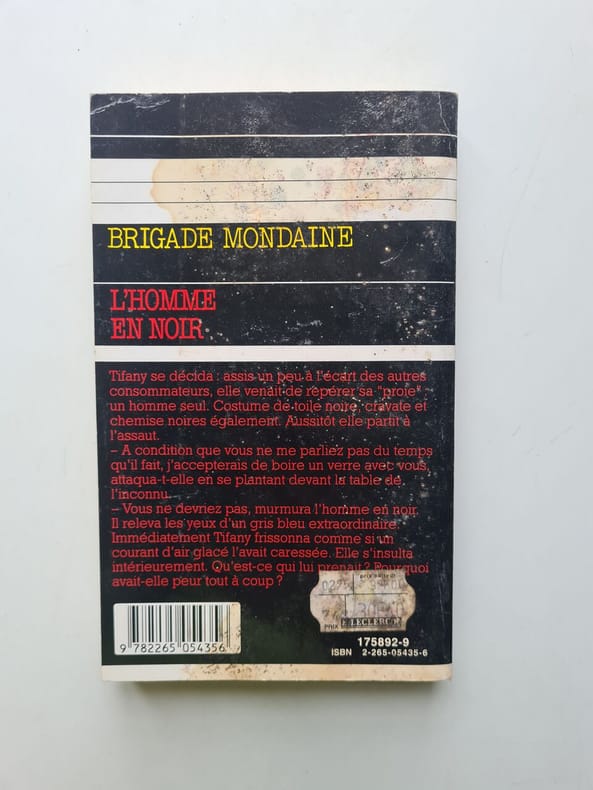 BRIGADE MONDAINE
L'HOMME
EN NOIR
Tifany se décida : assis un peu à l'écart des autres
consommateurs, elle venait de repérer sa "proie"
un homme seul. Costume de toile noire, cravate et
chemise noires également. Aussitôt elle partit à
l'assaut.
– A condition que vous ne me parliez pas du temps
qu'il fait, j'accepterais de boire un verre avec vous,
attaqua-t-elle en se plantant devant la table de
l'inconnu.
– Vous ne devriez pas, murmura l'homme en noir.
Il releva les yeux d'un gris bleu extraordinaire.
Immédiatement Tifany frissonna comme si un
courant d'air glacé l'avait caressée. Elle s'insulta
intérieurement. Qu'est-ce qui lui prenait ? Pourquoi
avait-elle peur tout à coup ?
prix
PRIX E.LECLERC
9 782265 054356
175892-9
ISBN 2-265-05435-6